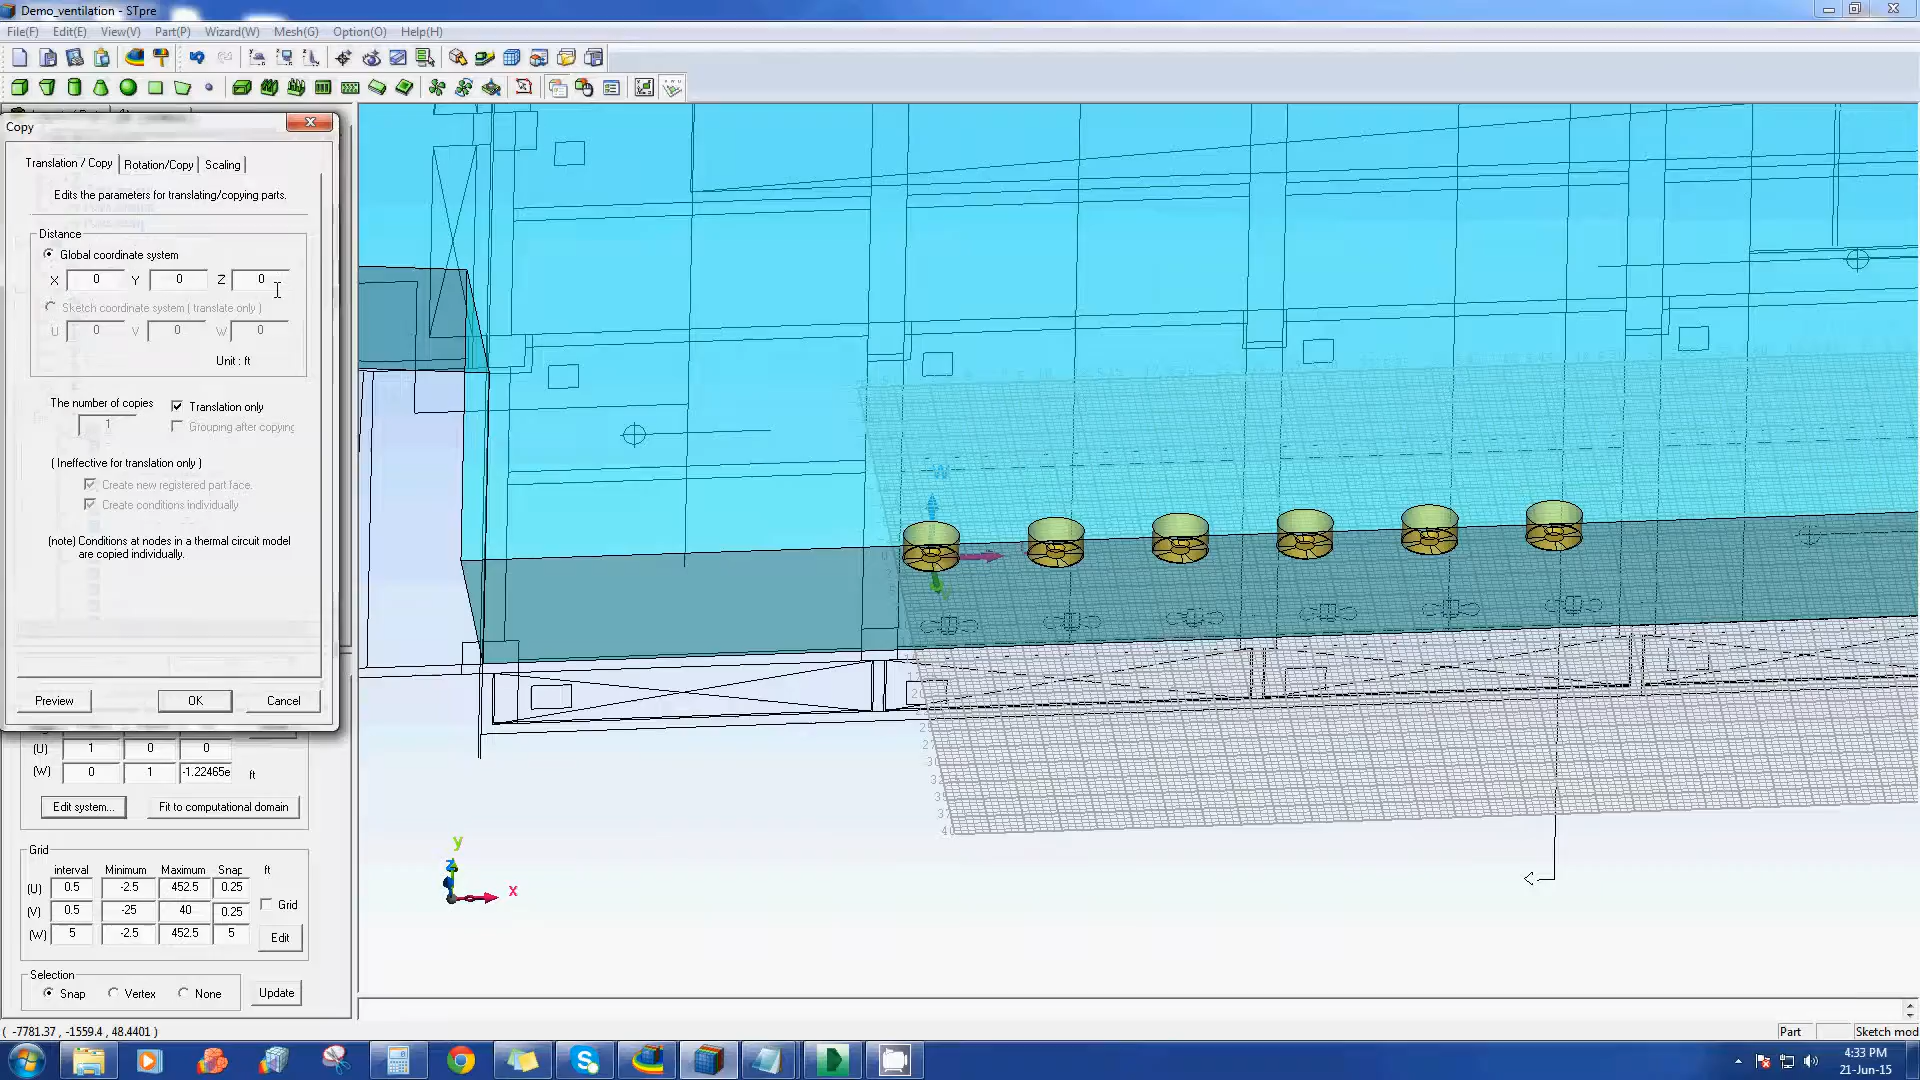 Demo_ventilation - STpre
File(F) Edit(E) View(V) Part(P) Wizard(W) Mesh(G) Option(O) Help(H)
Copy
Translation / Copy Rotation/Copy Scaling
Edits the parameters for translating/copying parts.
Distance
Global coordinate system
X 0 Y 0 Z 0
Sketch coordinate system ( translate only )
U 0 V 0 W 0
Unit : ft
The number of copies
1
Translation only
Grouping after copying
( Ineffective for translation only )
Create new registered part face.
Create conditions individually
(note) Conditions at nodes in a thermal circuit model
are copied individually.
Preview OK Cancel
(U) 1 0 0
(W) 0 1 -1.22465e ft
Edit system... Fit to computational domain
Grid
interval Minimum Maximum Snap ft
(U) 0.5 -2.5 452.5 0.25
(V) 0.5 -25 40 0.25
Grid
(W) 5 -2.5 452.5 5
Edit
Selection
Snap Vertex None
Update
W
y
z
x
( -7781.37 , -1559.4 , 48.4401 )
Part Sketch mod
4:33 PM
21-Jun-15